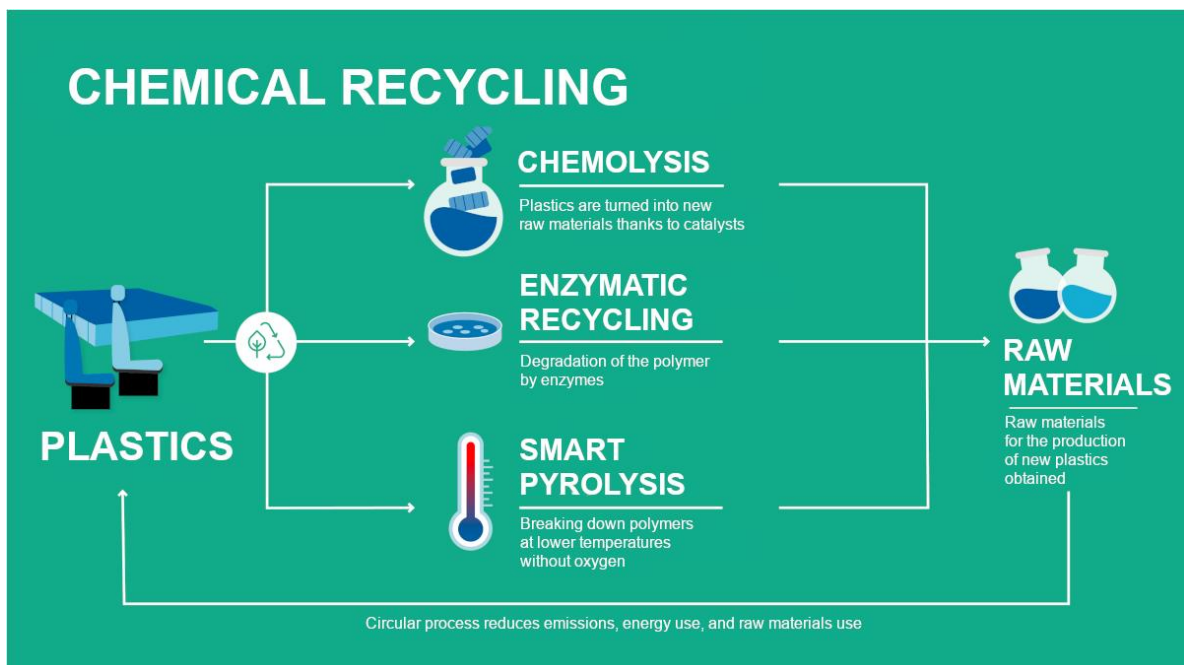 CHEMICAL RECYCLING
CHEMOLYSIS
Plastics are turned into new
raw materials thanks to catalysts
ENZYMATIC
RECYCLING
Degradation of the polymer
by enzymes
SMART
PYROLYSIS
Breaking down polymers
at lower temperatures
without oxygen
PLASTICS
RAW
MATERIALS
Raw materials
for the production
of new plastics
obtained
Circular process reduces emissions, energy use, and raw materials use